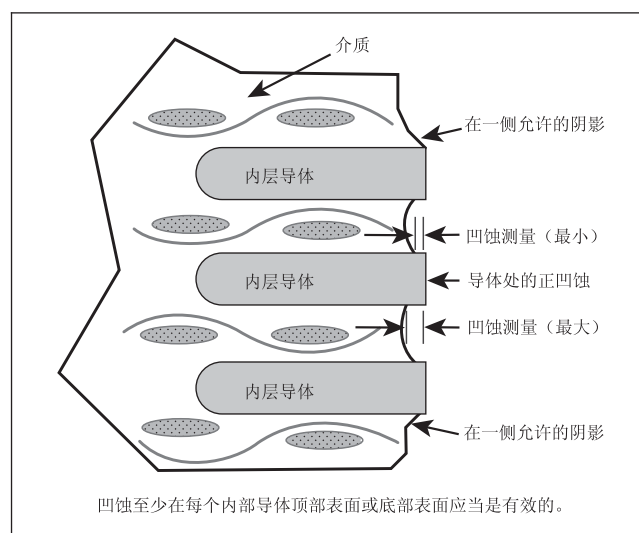 介质
在一侧允许的阴影
内层导体
凹蚀测量（最小）
内层导体
导体处的正凹蚀
凹蚀测量（最大）
内层导体
在一侧允许的阴影
凹蚀至少在每个内部导体顶部表面或底部表面应当是有效的。